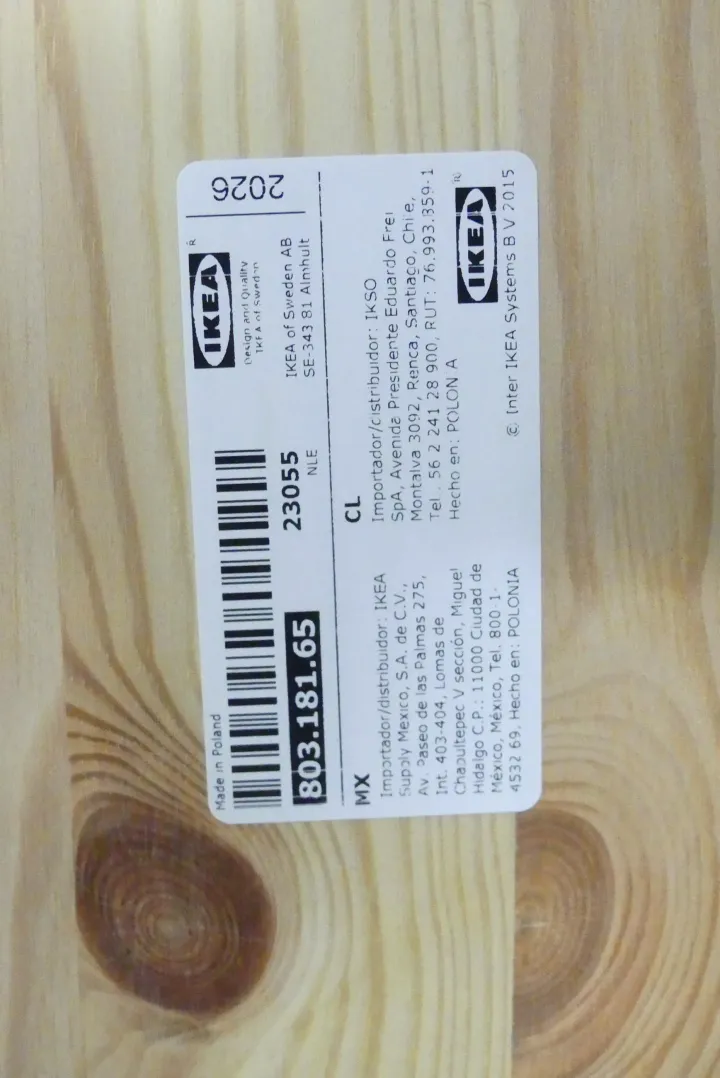 Made in Poland
803.181.65
23055
NLE
IKEA®
Design and Quality
IKEA of Sweden
IKEA of Sweden AB
SE-343 81 Älmhult
2026
MX
Importador/distribuidor: IKEA
Supply Mexico, S.A. de C.V.,
Av. Paseo de las Palmas 275,
Int. 403-404, Lomas de
Chapultepec V sección, Miguel
Hidalgo C.P.: 11000 Ciudad de
México, México, Tel. 800-1-
4532 69. Hecho en: POLONIA
CL
Importador/distribuidor: IKSO
SpA, Avenida Presidente Eduardo Frei
Montalva 3092, Renca, Santiago, Chile,
Tel.: 56 2 241 28 900, RUT: 76.993.859-1
Hecho en: POLONIA
IKEA®
© Inter IKEA Systems B V 2015